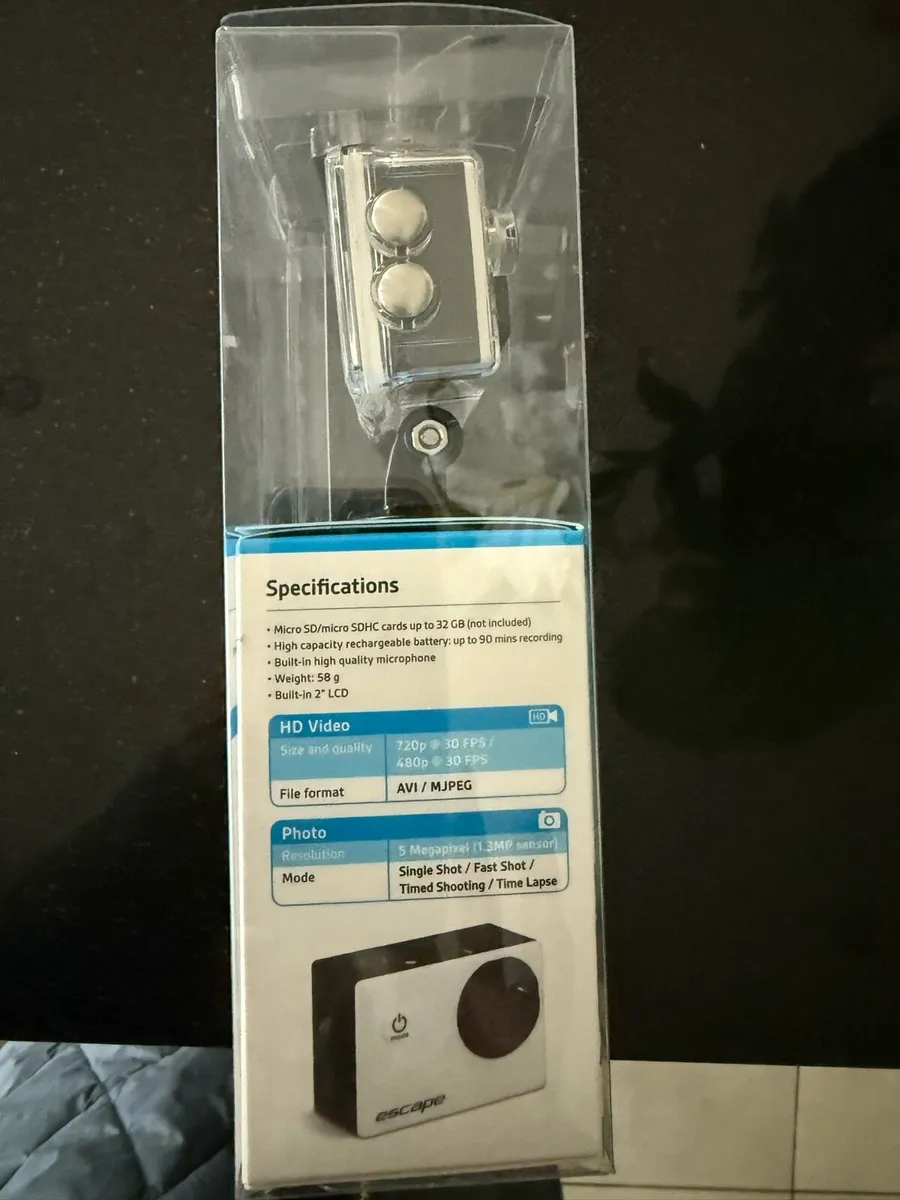 Specifications
• Micro SD/micro SDHC cards up to 32 GB (not included)
• High capacity rechargeable battery: up to 90 mins recording
• Built-in high quality microphone
• Weight: 58 g
• Built-in 2" LCD
HD Video
HD
Size and quality
720p @ 30 FPS /
480p @ 30 FPS
File format
AVI / MJPEG
Photo
Resolution
5 Megapixel (1.3MP sensor)
Mode
Single Shot / Fast Shot /
Timed Shooting / Time Lapse
escape